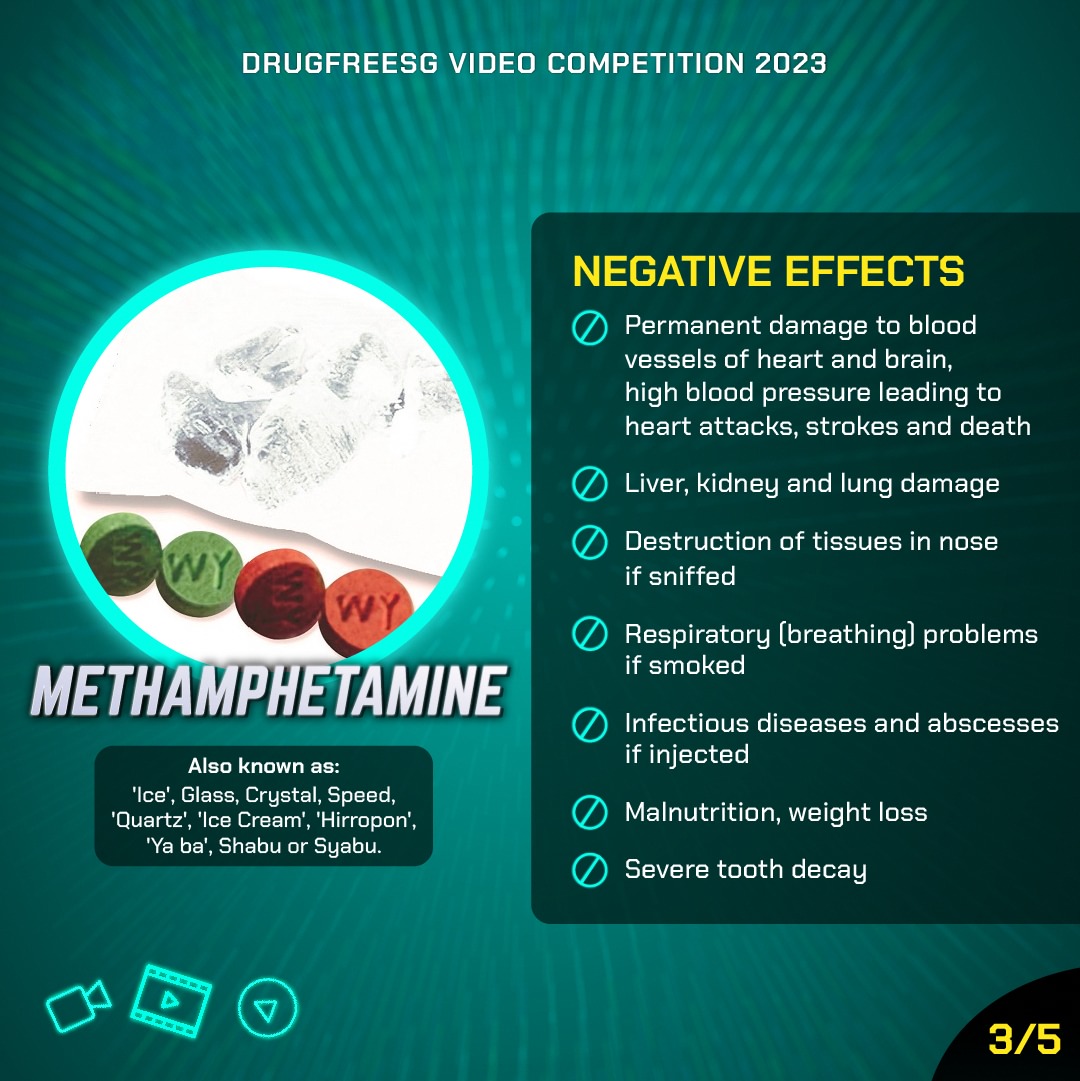 DRUGFREESG VIDEO COMPETITION 2023
WY
WY
METHAMPHETAMINE
Also known as:
'Ice', Glass, Crystal, Speed,
'Quartz', 'Ice Cream', 'Hirropon',
'Ya ba', Shabu or Syabu.
NEGATIVE EFFECTS
Permanent damage to blood
vessels of heart and brain,
high blood pressure leading to
heart attacks, strokes and death
Liver, kidney and lung damage
Destruction of tissues in nose
if sniffed
Respiratory (breathing) problems
if smoked
Infectious diseases and abscesses
if injected
Malnutrition, weight loss
Severe tooth decay
3/5